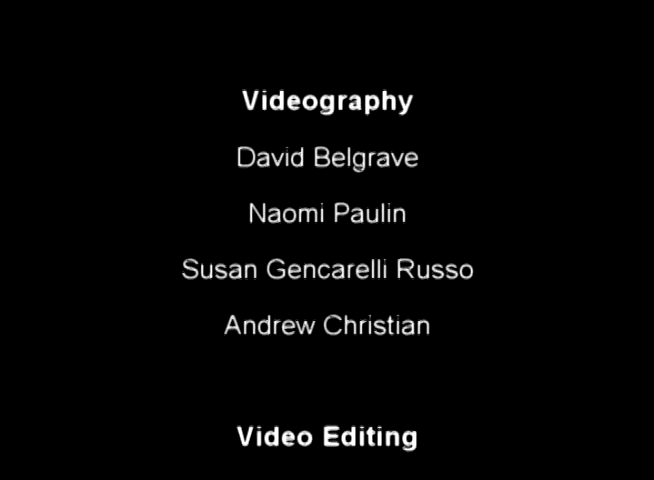 Videography
David Belgrave
Naomi Paulin
Susan Gencarelli Russo
Andrew Christian
Video Editing